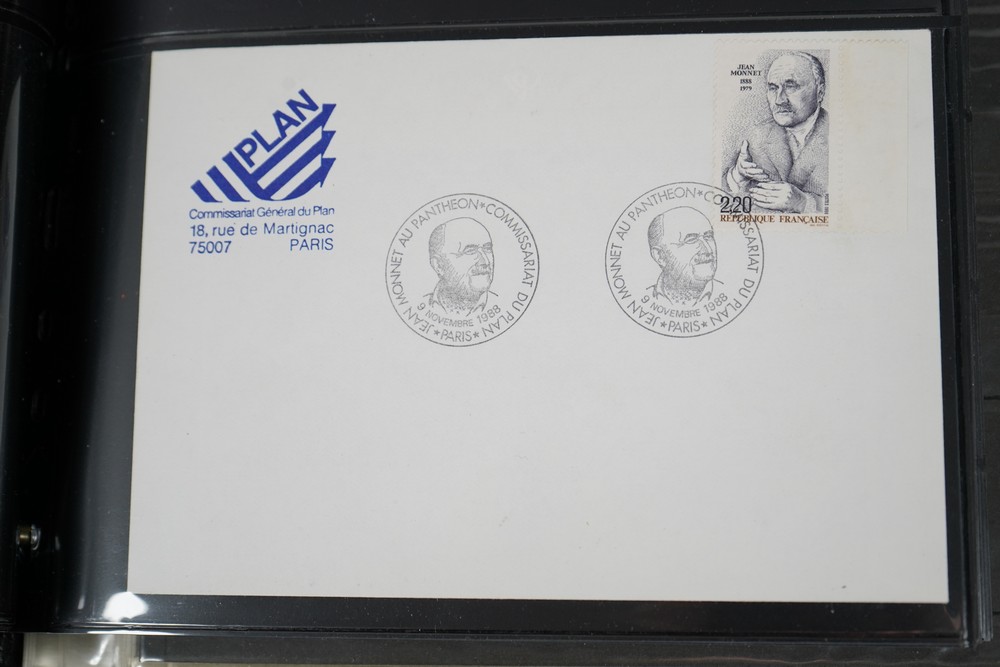 PLAN
Commissariat Général du Plan
18, rue de Martignac
75007 PARIS
JEAN MONNET AU PANTHEON*COMMISSARIAT DU PLAN
9 NOVEMBRE 1988
*PARIS*
JEAN MONNET AU PANTHEON*COMMISSARIAT DU PLAN
9 NOVEMBRE 1988
*PARIS*
JEAN
MONNET
1888
1979
2,20
REPUBLIQUE FRANÇAISE